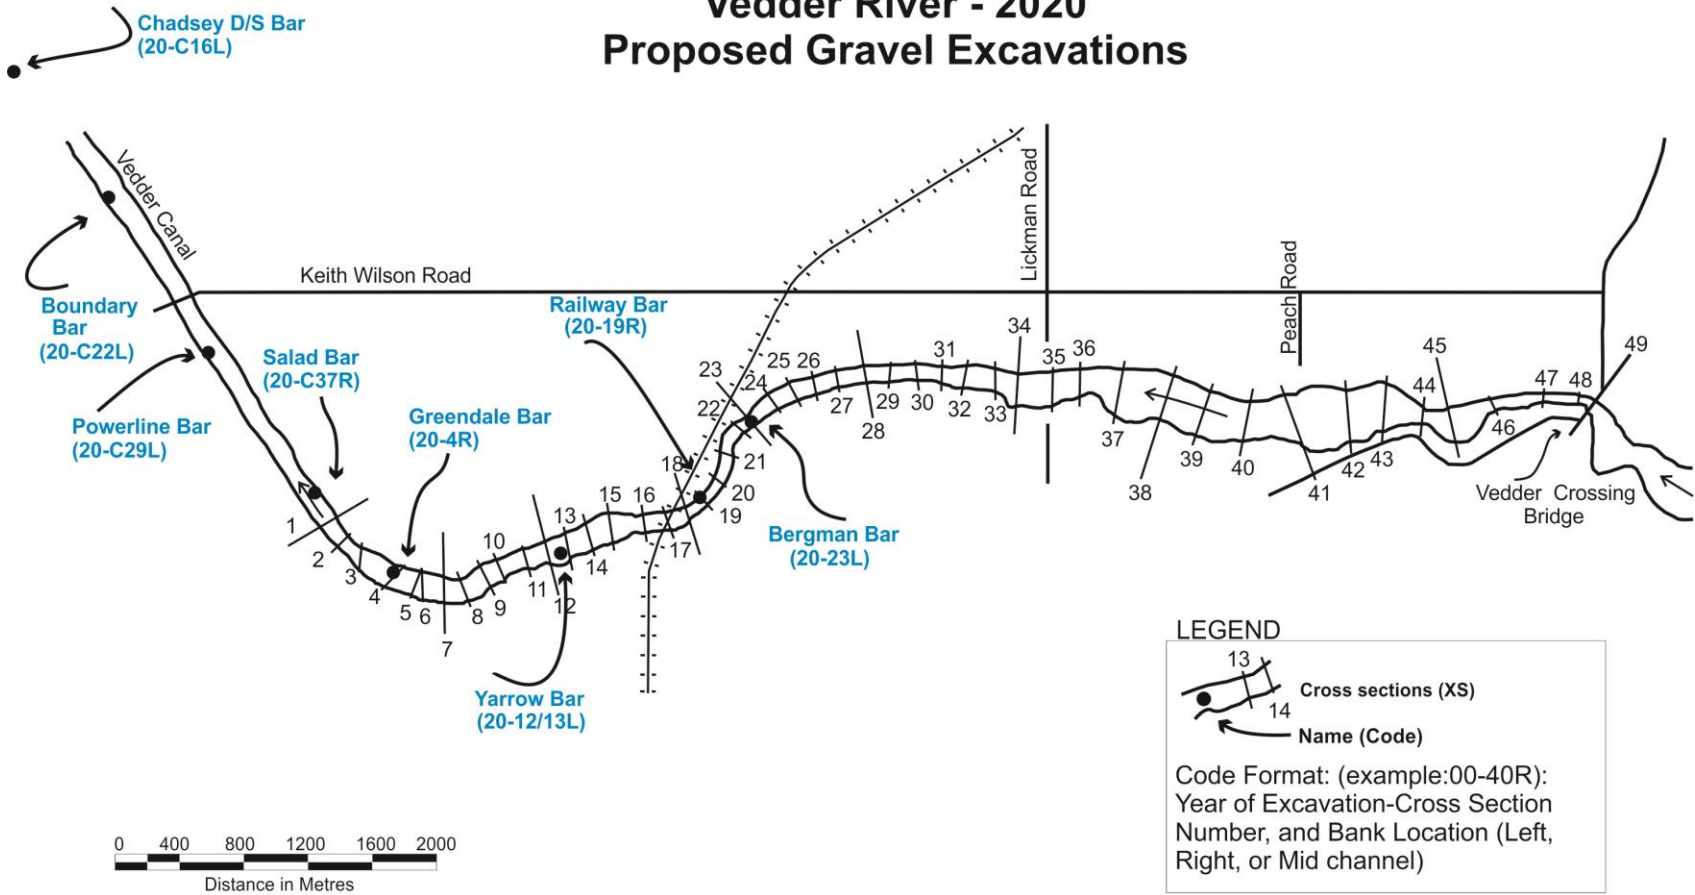 Vedder River - 2020
Proposed Gravel Excavations
Chadsey D/S Bar
(20-C16L)
Vedder Canal
Keith Wilson Road
Lickman Road
Peach Road
Boundary
Bar
(20-C22L)
Powerline Bar
(20-C29L)
Salad Bar
(20-C37R)
Greendale Bar
(20-4R)
Railway Bar
(20-19R)
Bergman Bar
(20-23L)
Yarrow Bar
(20-12/13L)
Vedder Crossing
Bridge
1
2
3
4
5
6
7
8
9
10
11
12
13
14
15
16
17
18
19
20
21
22
23
24
25
26
27
28
29
30
31
32
33
34
35
36
37
38
39
40
41
42
43
44
45
46
47
48
49
LEGEND
13
14
Cross sections (XS)
Name (Code)
Code Format: (example:00-40R):
Year of Excavation-Cross Section
Number, and Bank Location (Left,
Right, or Mid channel)
0 400 800 1200 1600 2000
Distance in Metres